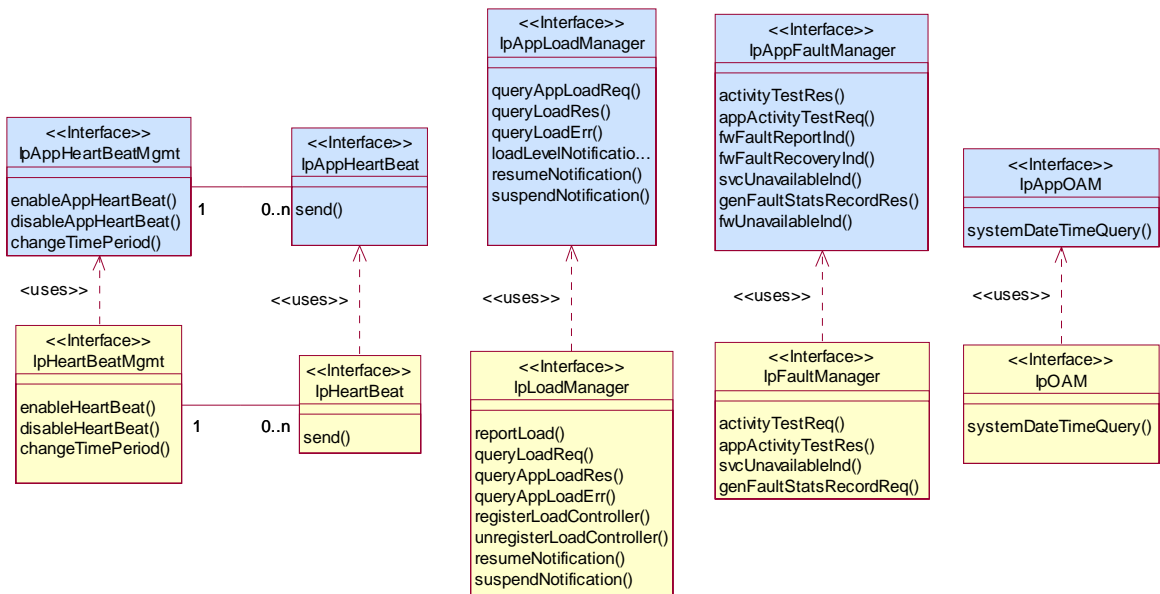 <<Interface>>
IpAppHeartBeatMgmt
enableAppHeartBeat()
disableAppHeartBeat()
changeTimePeriod()
1
0..n
<<Interface>>
IpAppHeartBeat
send()
<<Interface>>
IpAppLoadManager
queryAppLoadReq()
queryLoadRes()
queryLoadErr()
loadLevelNotificatio...
resumeNotification()
suspendNotification()
<<Interface>>
IpAppFaultManager
activityTestRes()
appActivityTestReq()
fwFaultReportInd()
fwFaultRecoveryInd()
svcUnavailableInd()
genFaultStatsRecordRes()
fwUnavailableInd()
<<Interface>>
IpAppOAM
systemDateTimeQuery()
<uses>>
<<uses>>
<<uses>>
<<uses>>
<<uses>>
<<Interface>>
IpHeartBeatMgmt
enableHeartBeat()
disableHeartBeat()
changeTimePeriod()
1
0..n
<<Interface>>
IpHeartBeat
send()
<<Interface>>
IpLoadManager
reportLoad()
queryLoadReq()
queryAppLoadRes()
queryAppLoadErr()
registerLoadController()
unregisterLoadController()
resumeNotification()
suspendNotification()
<<Interface>>
IpFaultManager
activityTestReq()
appActivityTestRes()
svcUnavailableInd()
genFaultStatsRecordReq()
<<Interface>>
IpOAM
systemDateTimeQuery()